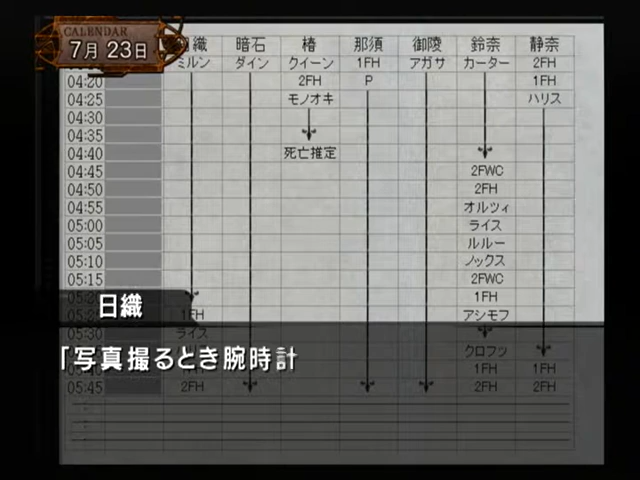 CALENDAR
7月 23日
織 暗石 椿 那須 御陵 鈴奈 静奈
ミルン ダイン クイーン 1FH アガサ カーター 2FH
04:20 2FH P 1FH
04:25 モノオキ ハリス
04:30
04:35
04:40 死亡推定
04:45 2FWC
04:50 2FH
04:55 オルツィ
05:00 ライス
05:05 ルルー
05:10 ノックス
05:15 2FWC
1FH
日織
1FH アシモフ
05:30 ライス
「写真撮るとき腕時計
クロフツ
1FH 1FH
05:45 2FH 2FH 2FH